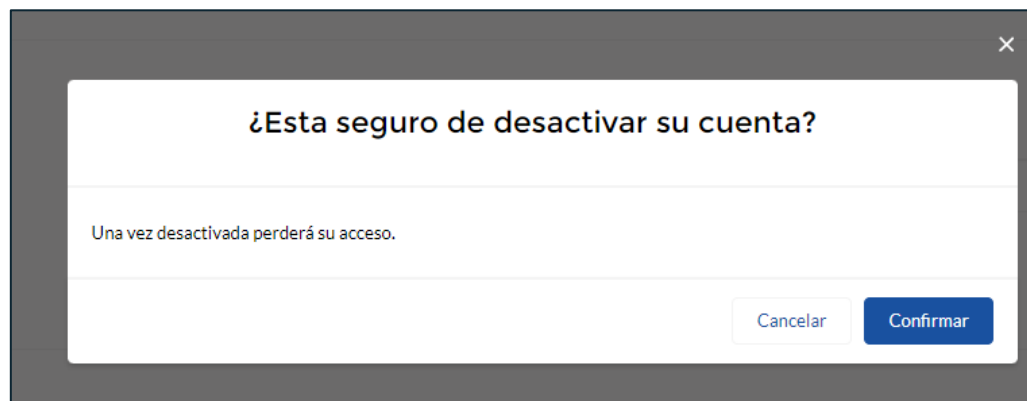 ¿Esta seguro de desactivar su cuenta?
Una vez desactivada perderá su acceso.
Cancelar
Confirmar